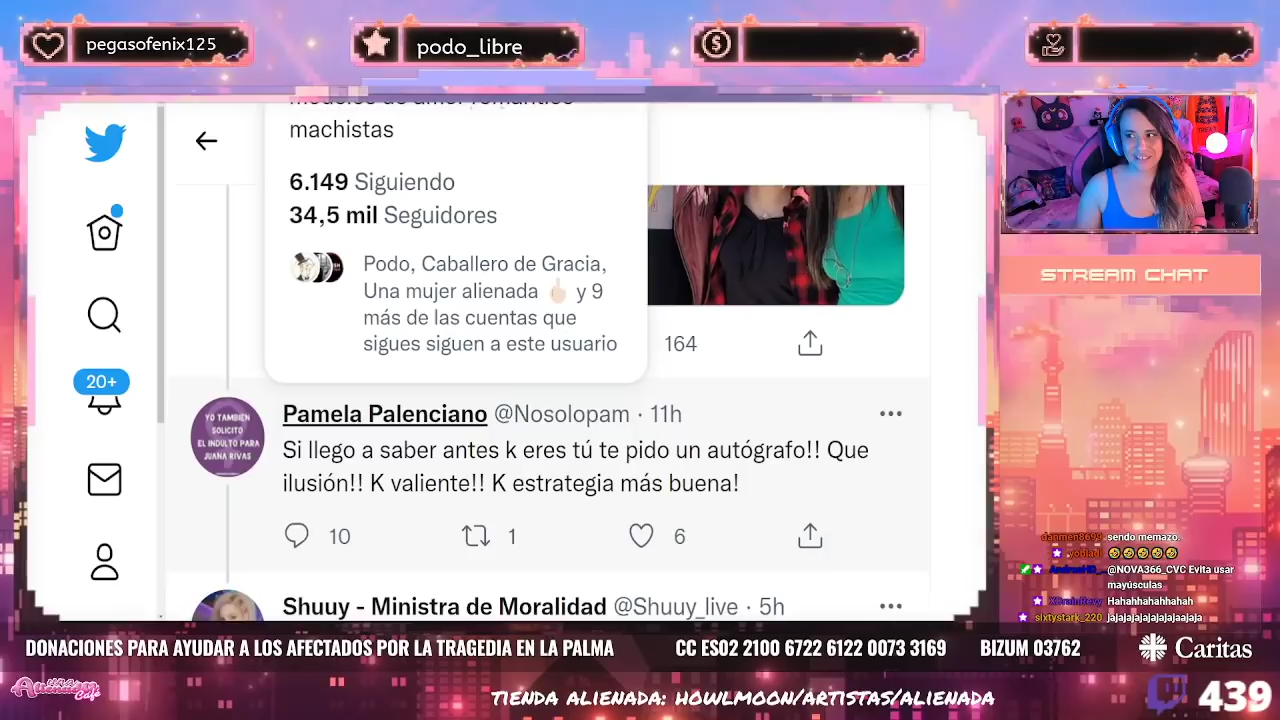 pegasofenix125
podo_libre
machistas
6.149 Siguiendo
34,5 mil Seguidores
Podo, Caballero de Gracia,
Una mujer alienada 🖕🏻 y 9
más de las cuentas que
sigues siguen a este usuario
164
20+
YO TAMBIEN
SOLICITO
EL INDULTO PARA
JUANA RIVAS
Pamela Palenciano @Nosolopam · 11h
Si llego a saber antes k eres tú te pido un autógrafo!! Que
ilusión!! K valiente!! K estrategia más buena!
10 1 6
Shuuy - Ministra de Moralidad @Shuuy_live · 5h
STREAM CHAT
danmen8699 sendo memazo.
yobladi 🤣🤣🤣🤣🤣
@NOVA366_CVC Evita usar
mayúsculas.
Hahahhahahhahah
sixtystark_220 jajajajajajajajaajaja
DONACIONES PARA AYUDAR A LOS AFECTADOS POR LA TRAGEDIA EN LA PALMA
CC ES02 2100 6722 6122 0073 3169
BIZUM 03762
Caritas
TIENDA ALIENADA: HOWLMOON/ARTISTAS/ALIENADA
439